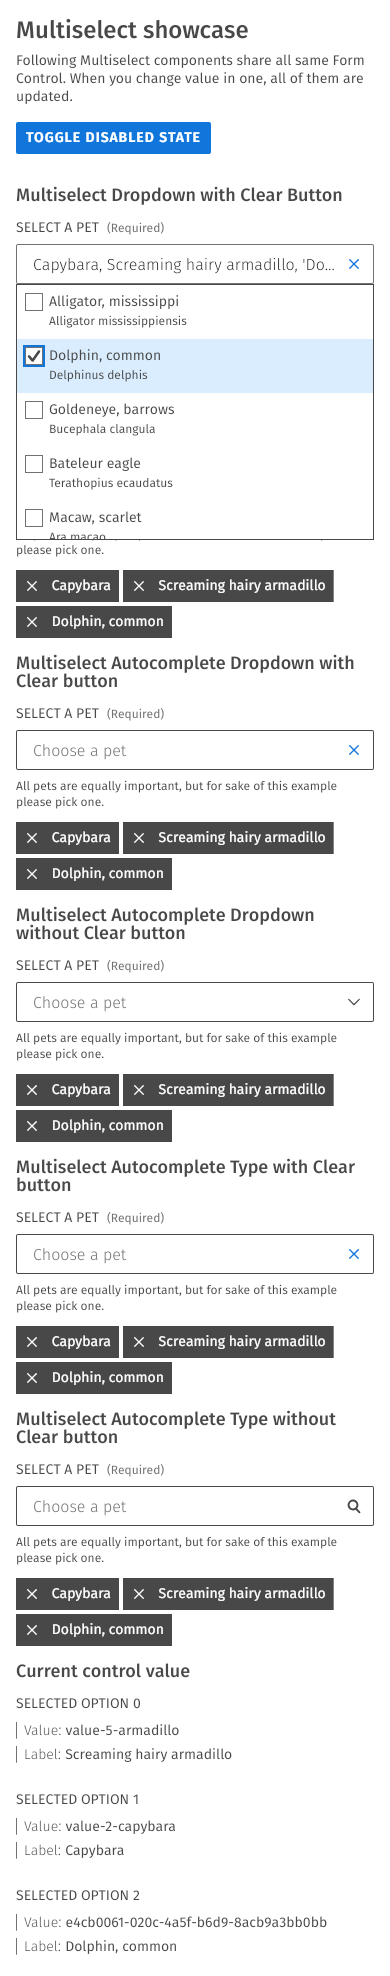 Multiselect showcase
Following Multiselect components share all same Form
Control. When you change value in one, all of them are
updated.
TOGGLE DISABLED STATE
Multiselect Dropdown with Clear Button
SELECT A PET (Required)
Capybara, Screaming hairy armadillo, 'Do...
Alligator, mississippi
Alligator mississippiensis
Dolphin, common
Delphinus delphis
Goldeneye, barrows
Bucephala clangula
Bateleur eagle
Terathopius ecaudatus
Macaw, scarlet
Ara macao
please pick one.
Capybara Screaming hairy armadillo
Dolphin, common
Multiselect Autocomplete Dropdown with
Clear button
SELECT A PET (Required)
Choose a pet
All pets are equally important, but for sake of this example
please pick one.
Capybara Screaming hairy armadillo
Dolphin, common
Multiselect Autocomplete Dropdown
without Clear button
SELECT A PET (Required)
Choose a pet
All pets are equally important, but for sake of this example
please pick one.
Capybara Screaming hairy armadillo
Dolphin, common
Multiselect Autocomplete Type with Clear
button
SELECT A PET (Required)
Choose a pet
All pets are equally important, but for sake of this example
please pick one.
Capybara Screaming hairy armadillo
Dolphin, common
Multiselect Autocomplete Type without
Clear button
SELECT A PET (Required)
Choose a pet
All pets are equally important, but for sake of this example
please pick one.
Capybara Screaming hairy armadillo
Dolphin, common
Current control value
SELECTED OPTION 0
Value: value-5-armadillo
Label: Screaming hairy armadillo
SELECTED OPTION 1
Value: value-2-capybara
Label: Capybara
SELECTED OPTION 2
Value: e4cb0061-020c-4a5f-b6d9-8acb9a3bb0bb
Label: Dolphin, common